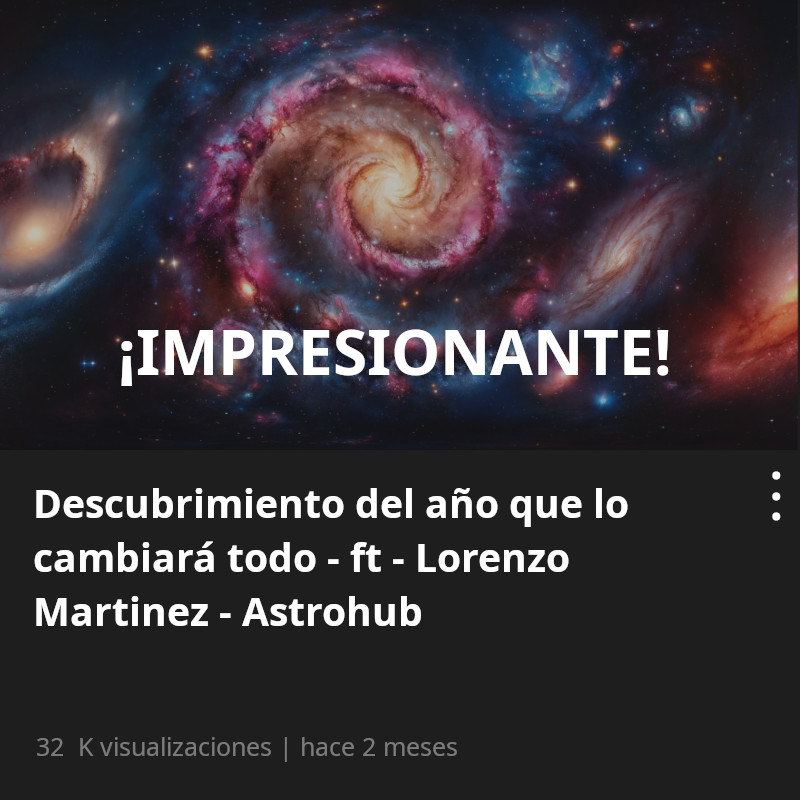 ¡IMPRESIONANTE!
Descubrimiento del año que lo
cambiará todo - ft - Lorenzo
Martinez - Astrohub
32 K visualizaciones | hace 2 meses